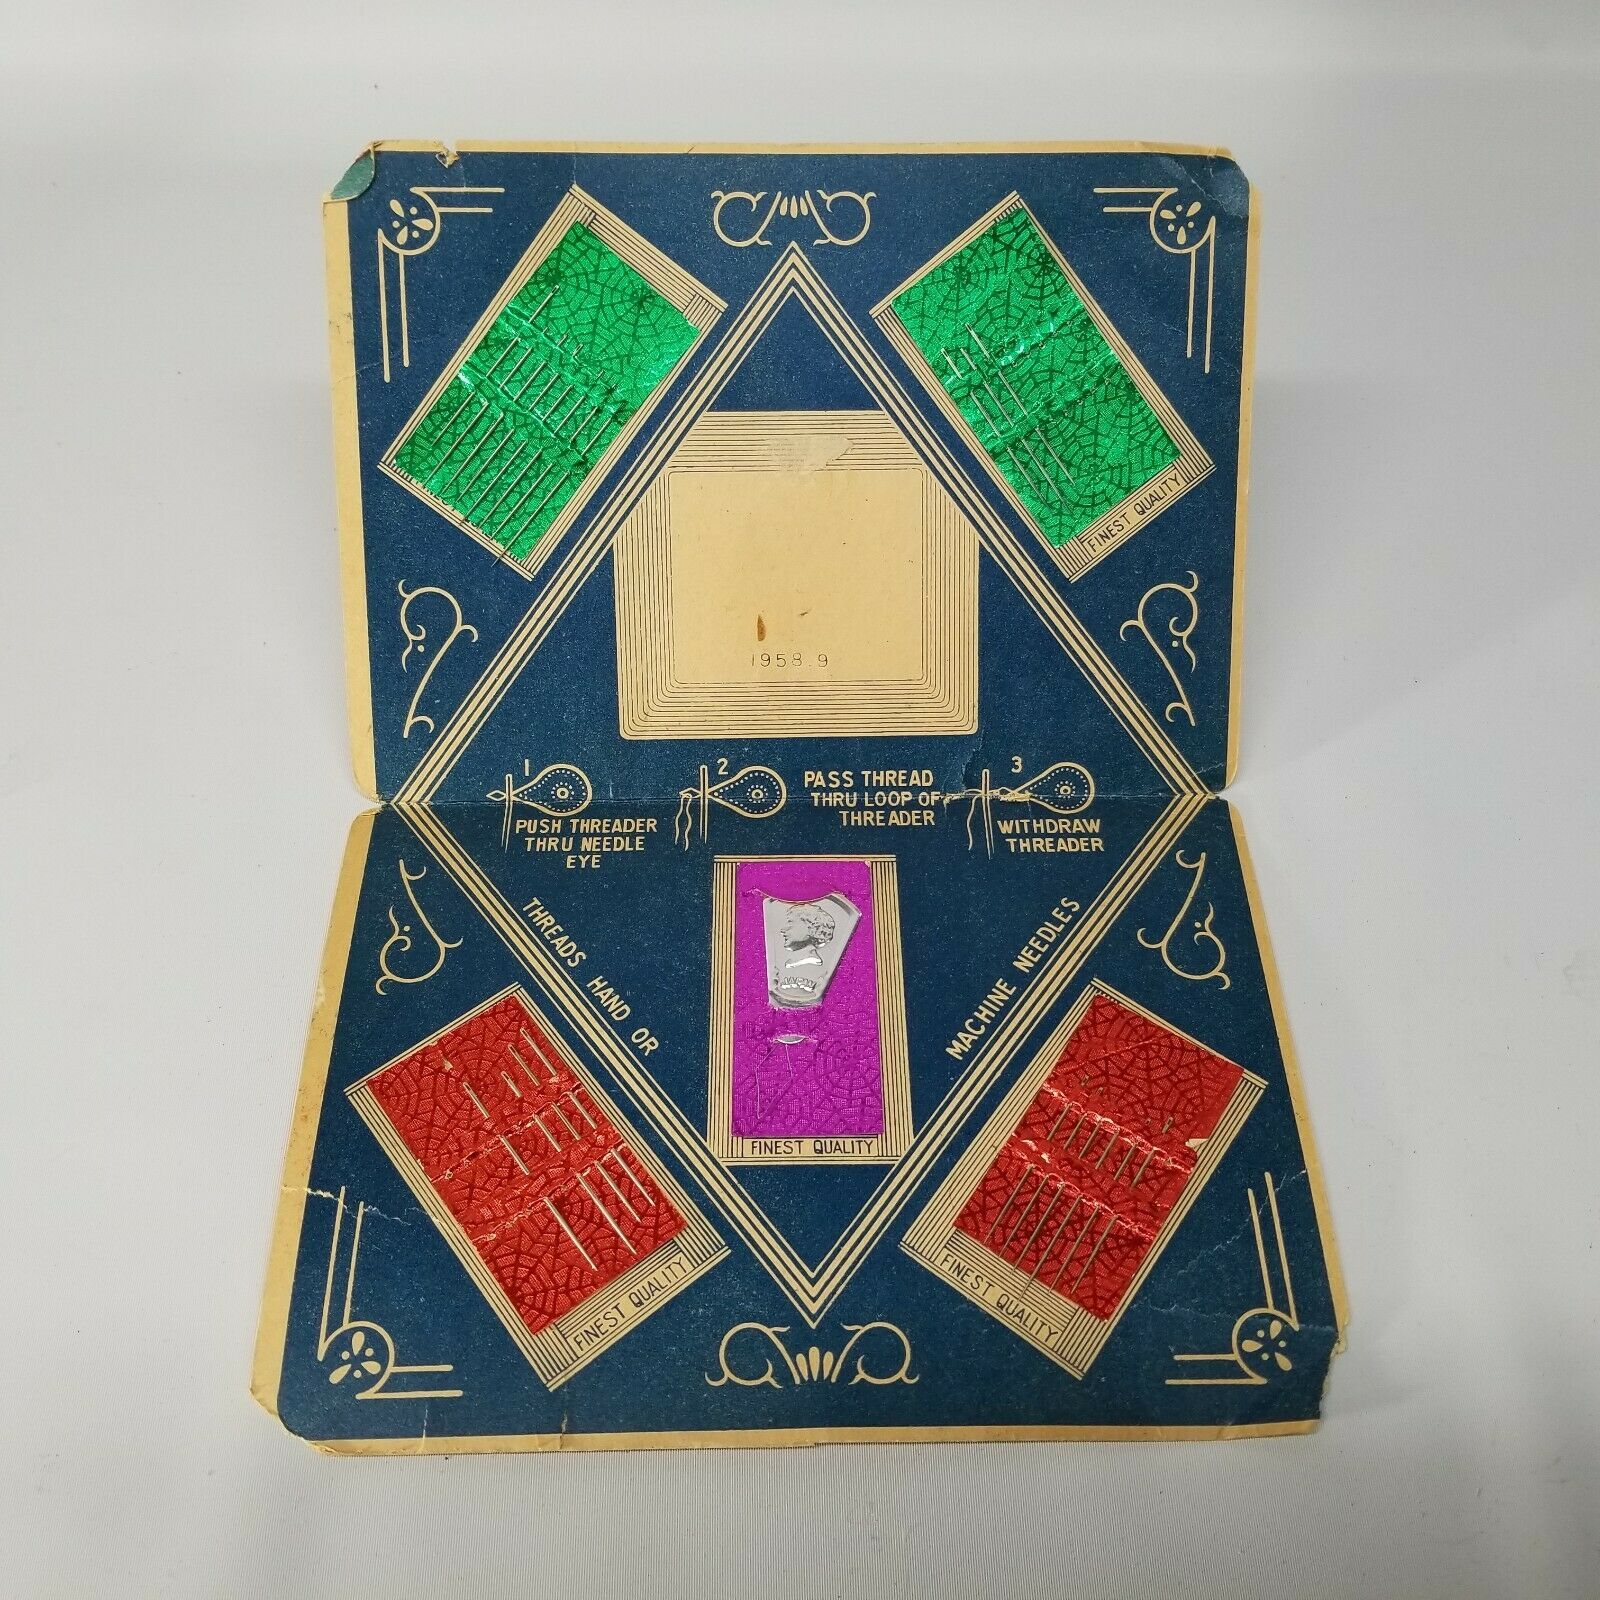 FINEST QUALITY
1958.9
1
PUSH THREADER
THRU NEEDLE
EYE
2
PASS THREAD
THRU LOOP OF
THREADER
3
WITHDRAW
THREADER
THREADS HAND OR
MACHINE NEEDLES
JAPAN
FINEST QUALITY
FINEST QUALITY
FINEST QUALITY